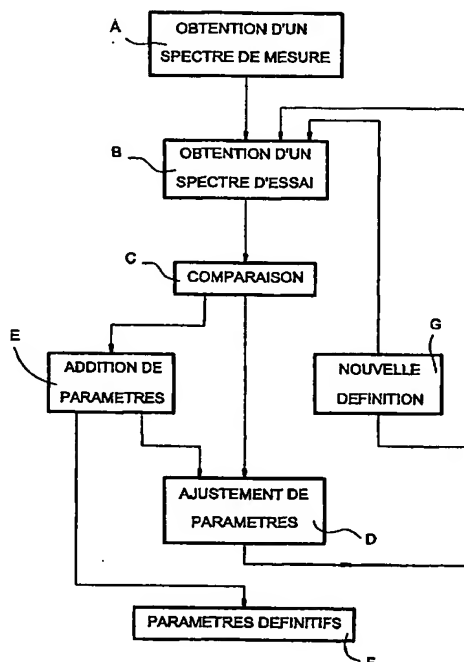 A
OBTENTION D'UN
SPECTRE DE MESURE
B
OBTENTION D'UN
SPECTRE D'ESSAI
C
COMPARAISON
E
ADDITION DE
PARAMETRES
G
NOUVELLE
DEFINITION
AJUSTEMENT DE
PARAMETRES
D
PARAMETRES DEFINITIFS
F